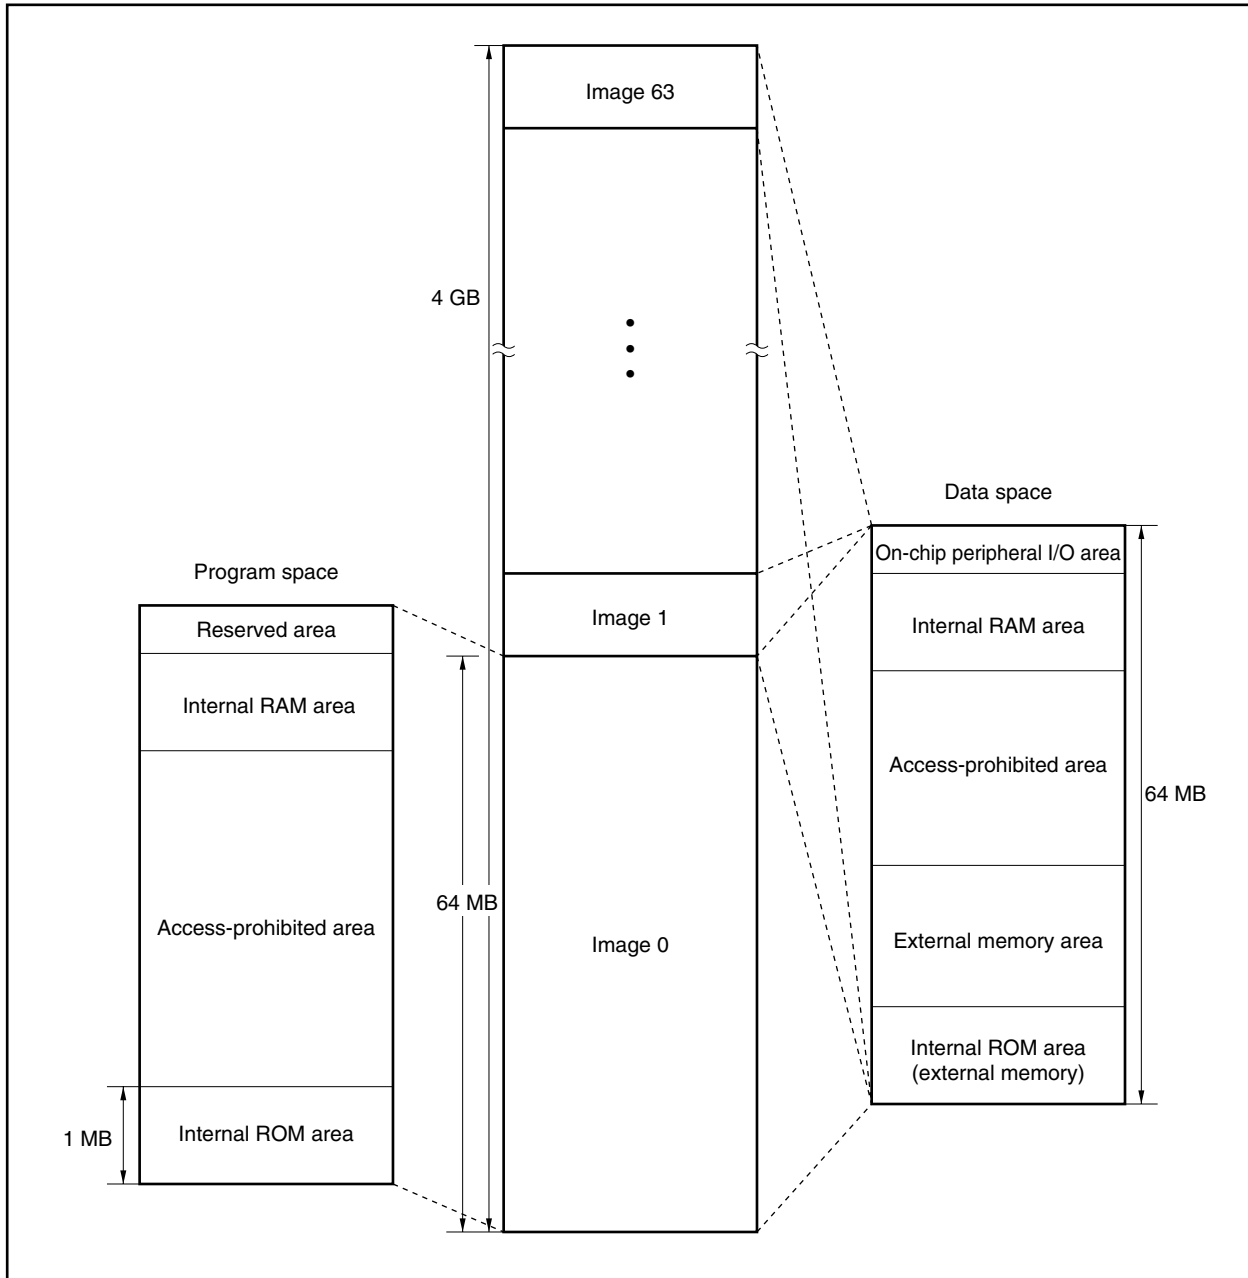 Image 63
4 GB
Data space
On-chip peripheral I/O area
Program space
Reserved area
Image 1
Internal RAM area
Internal RAM area
Access-prohibited area
64 MB
64 MB
Access-prohibited area
Image 0
External memory area
Internal ROM area
(external memory)
1 MB
Internal ROM area